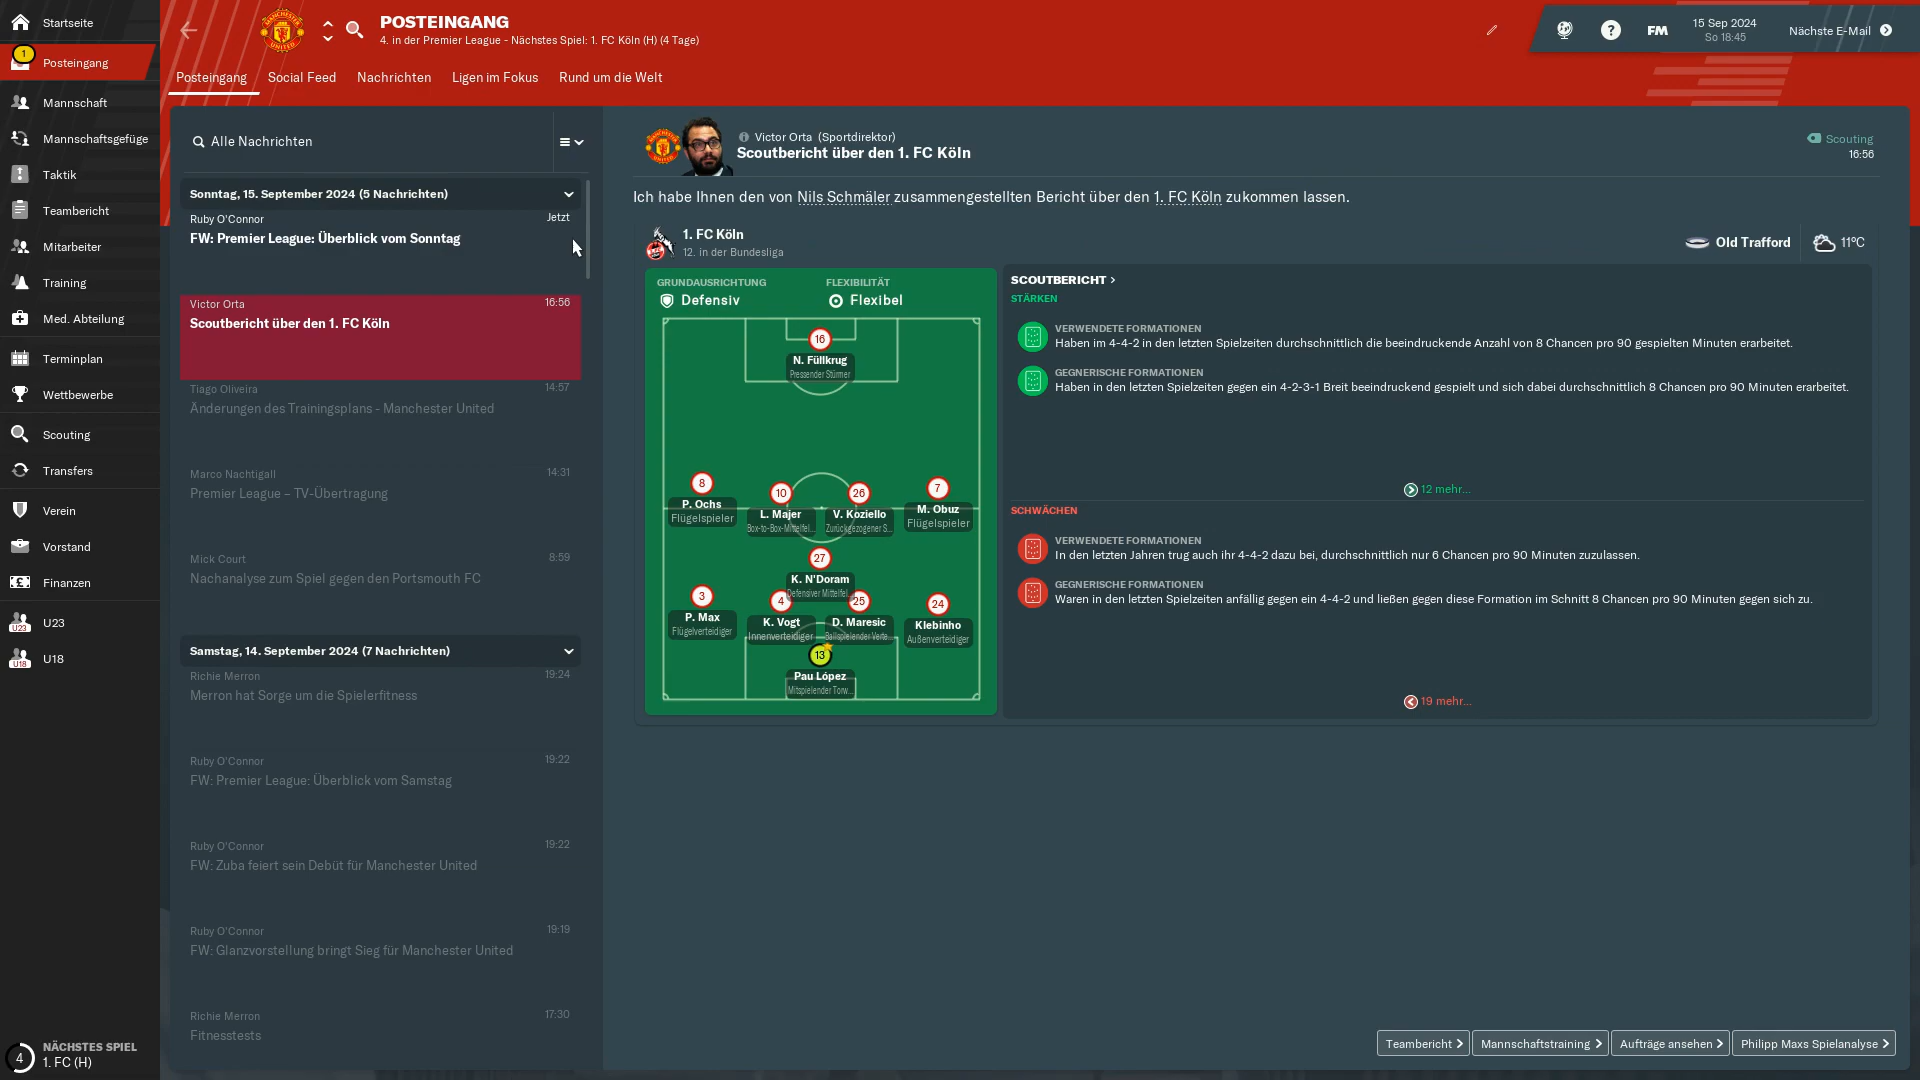 Startseite
1
Posteingang
Mannschaft
Mannschaftsgefüge
Taktik
Teambericht
Mitarbeiter
Training
Med. Abteilung
Terminplan
Wettbewerbe
Scouting
Transfers
Verein
Vorstand
Finanzen
U23
U23
U18
U18
4
NÄCHSTES SPIEL
1. FC (H)
POSTEINGANG
4. in der Premier League - Nächstes Spiel: 1. FC Köln (H) (4 Tage)
?
FM
15 Sep 2024
So 18:45
Nächste E-Mail
Posteingang
Social Feed
Nachrichten
Ligen im Fokus
Rund um die Welt
Alle Nachrichten
Sonntag, 15. September 2024 (5 Nachrichten)
Ruby O'Connor
Jetzt
FW: Premier League: Überblick vom Sonntag
Victor Orta
16:56
Scoutbericht über den 1. FC Köln
Tiago Oliveira
14:57
Änderungen des Trainingsplans - Manchester United
Marco Nachtigall
14:31
Premier League – TV-Übertragung
Mick Court
8:59
Nachanalyse zum Spiel gegen den Portsmouth FC
Samstag, 14. September 2024 (7 Nachrichten)
Richie Merron
19:24
Merron hat Sorge um die Spielerfitness
Ruby O'Connor
19:22
FW: Premier League: Überblick vom Samstag
Ruby O'Connor
19:22
FW: Zuba feiert sein Debüt für Manchester United
Ruby O'Connor
19:19
FW: Glanzvorstellung bringt Sieg für Manchester United
Richie Merron
17:30
Fitnesstests
Victor Orta (Sportdirektor)
Scoutbericht über den 1. FC Köln
Scouting
16:56
Ich habe Ihnen den von Nils Schmäler zusammengestellten Bericht über den 1. FC Köln zukommen lassen.
1. FC Köln
12. in der Bundesliga
Old Trafford
11°C
GRUNDAUSRICHTUNG
Defensiv
FLEXIBILITÄT
Flexibel
16
N. Füllkrug
Pressender Stürmer
8
P. Ochs
Flügelspieler
10
L. Majer
Box-to-Box-Mittelfel...
26
V. Koziello
Zurückgezogener S...
7
M. Obuz
Flügelspieler
27
K. N'Doram
Defensiver Mittelfel...
3
P. Max
Flügelverteidiger
4
K. Vogt
Innenverteidiger
25
D. Maresic
Ballspielender Verte...
24
Klebinho
Außenverteidiger
13
Pau López
Mitspielender Torw...
SCOUTBERICHT >
STÄRKEN
VERWENDETE FORMATIONEN
Haben im 4-4-2 in den letzten Spielzeiten durchschnittlich die beeindruckende Anzahl von 8 Chancen pro 90 gespielten Minuten erarbeitet.
GEGNERISCHE FORMATIONEN
Haben in den letzten Spielzeiten gegen ein 4-2-3-1 Breit beeindruckend gespielt und sich dabei durchschnittlich 8 Chancen pro 90 Minuten erarbeitet.
12 mehr...
SCHWÄCHEN
VERWENDETE FORMATIONEN
In den letzten Jahren trug auch ihr 4-4-2 dazu bei, durchschnittlich nur 6 Chancen pro 90 Minuten zuzulassen.
GEGNERISCHE FORMATIONEN
Waren in den letzten Spielzeiten anfällig gegen ein 4-4-2 und ließen gegen diese Formation im Schnitt 8 Chancen pro 90 Minuten gegen sich zu.
19 mehr...
Teambericht >
Mannschaftstraining >
Aufträge ansehen >
Philipp Maxs Spielanalyse >